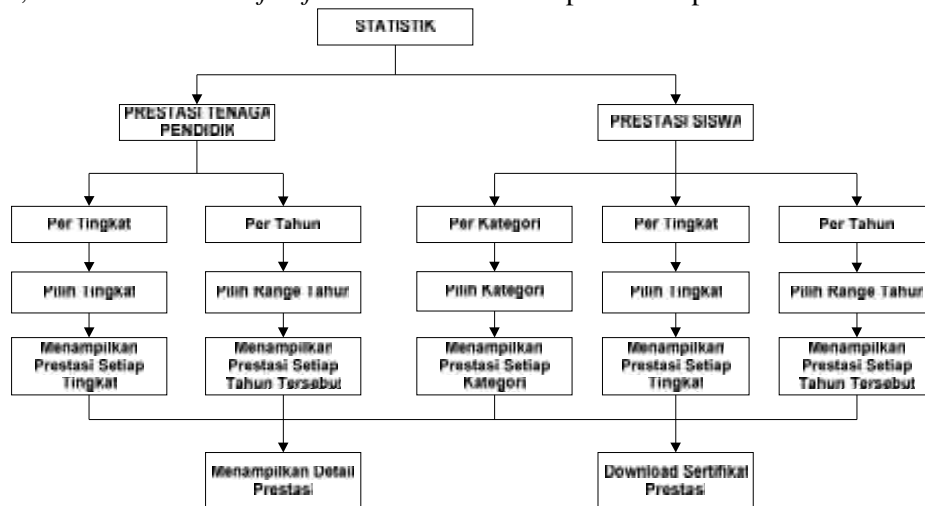 STATISTIK
PRESTASI TENAGA
PENDIDIK
PRESTASI SISWA
Per Tingkat
Per Tahun
Per Kategori
Per Tingkat
Per Tahun
Pilih Tingkat
Pilih Range Tahun
Pilih Kategori
Pilih Tingkat
Pilih Range Tahun
Menampilkan
Prestasi Setiap
Tingkat
Menampilkan
Prestasi Setiap
Tahun Tersebut
Menampilkan
Prestasi Setiap
Kategori
Menampilkan
Prestasi Setiap
Tingkat
Menampilkan
Prestasi Setiap
Tahun Tersebut
Menampilkan Detail
Prestasi
Download Sertifikat
Prestasi